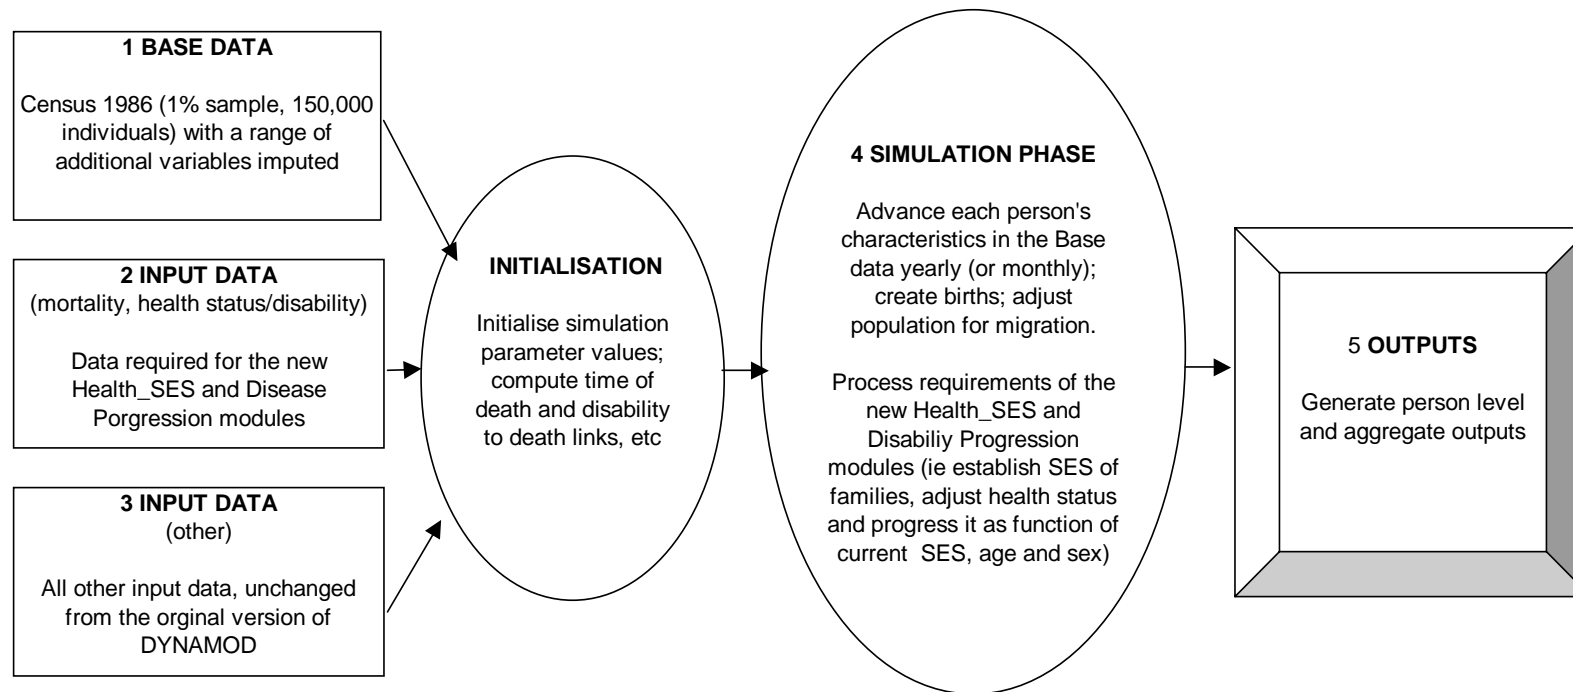 1 BASE DATA
Census 1986 (1% sample, 150,000
individuals) with a range of
additional variables imputed
2 INPUT DATA
(mortality, health status/disability)
Data required for the new
Health_SES and Disease
Porgression modules
3 INPUT DATA
(other)
All other input data, unchanged
from the orginal version of
DYNAMOD
INITIALISATION
Initialise simulation
parameter values;
compute time of
death and disability
to death links, etc
4 SIMULATION PHASE
Advance each person's
characteristics in the Base
data yearly (or monthly);
create births; adjust
population for migration.
Process requirements of the
new Health_SES and
Disabiliy Progression
modules (ie establish SES of
families, adjust health status
and progress it as function of
current SES, age and sex)
5 OUTPUTS
Generate person level
and aggregate outputs